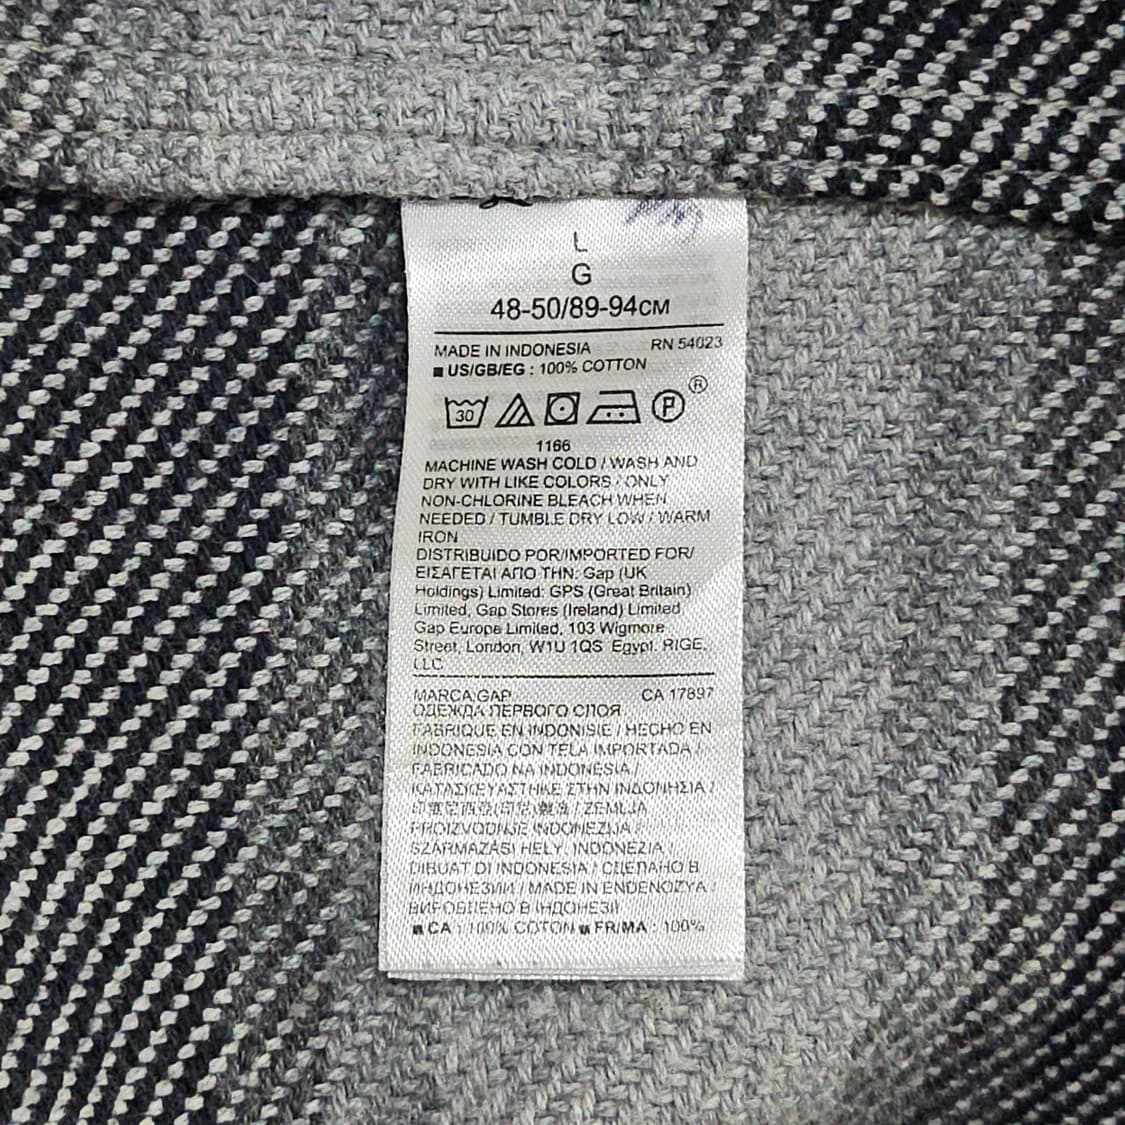 L
G
48-50/89-94CM
MADE IN INDONESIA RN 54023
■ US/GB/EG : 100% COTTON
30 P ®
1166
MACHINE WASH COLD / WASH AND
DRY WITH LIKE COLORS / ONLY
NON-CHLORINE BLEACH WHEN
NEEDED / TUMBLE DRY LOW / WARM
IRON
DISTRIBUIDO POR/IMPORTED FOR/
ΕΙΣΑΓΕΤΑΙ ΑΠΟ ΤΗΝ: Gap (UK
Holdings) Limited: GPS (Great Britain)
Limited, Gap Stores (Ireland) Limited
Gap Europe Limited, 103 Wigmore
Street, London, W1U 1QS Egypt. RIGE,
LLC
MARCA:GAP CA 17897
ОДЕЖДА ПЕРВОГО СЛОЯ
FABRIQUE EN INDONISIE / HECHO EN
INDONESIA CON TELA IMPORTADA /
FABRICADO NA INDONESIA /
ΚΑΤΑΣΚΕΥΑΣΤΗΚΕ ΣΤΗΝ ΙΝΔΟΝΗΣΙΑ /
/ ZEMLJA
PROIZVODNJE INDONEZIJA /
SZÁRMAZÁSI HELY: INDONEZIA /
DIBUAT DI INDONESIA / СДЕЛАНО В
ИНДОНЕЗИИ / MADE IN ENDENOZYA /
ВИРОБЛЕНО В ІНДОНЕЗІЇ
■ CA : 100% COTON ■ FR/MA : 100%